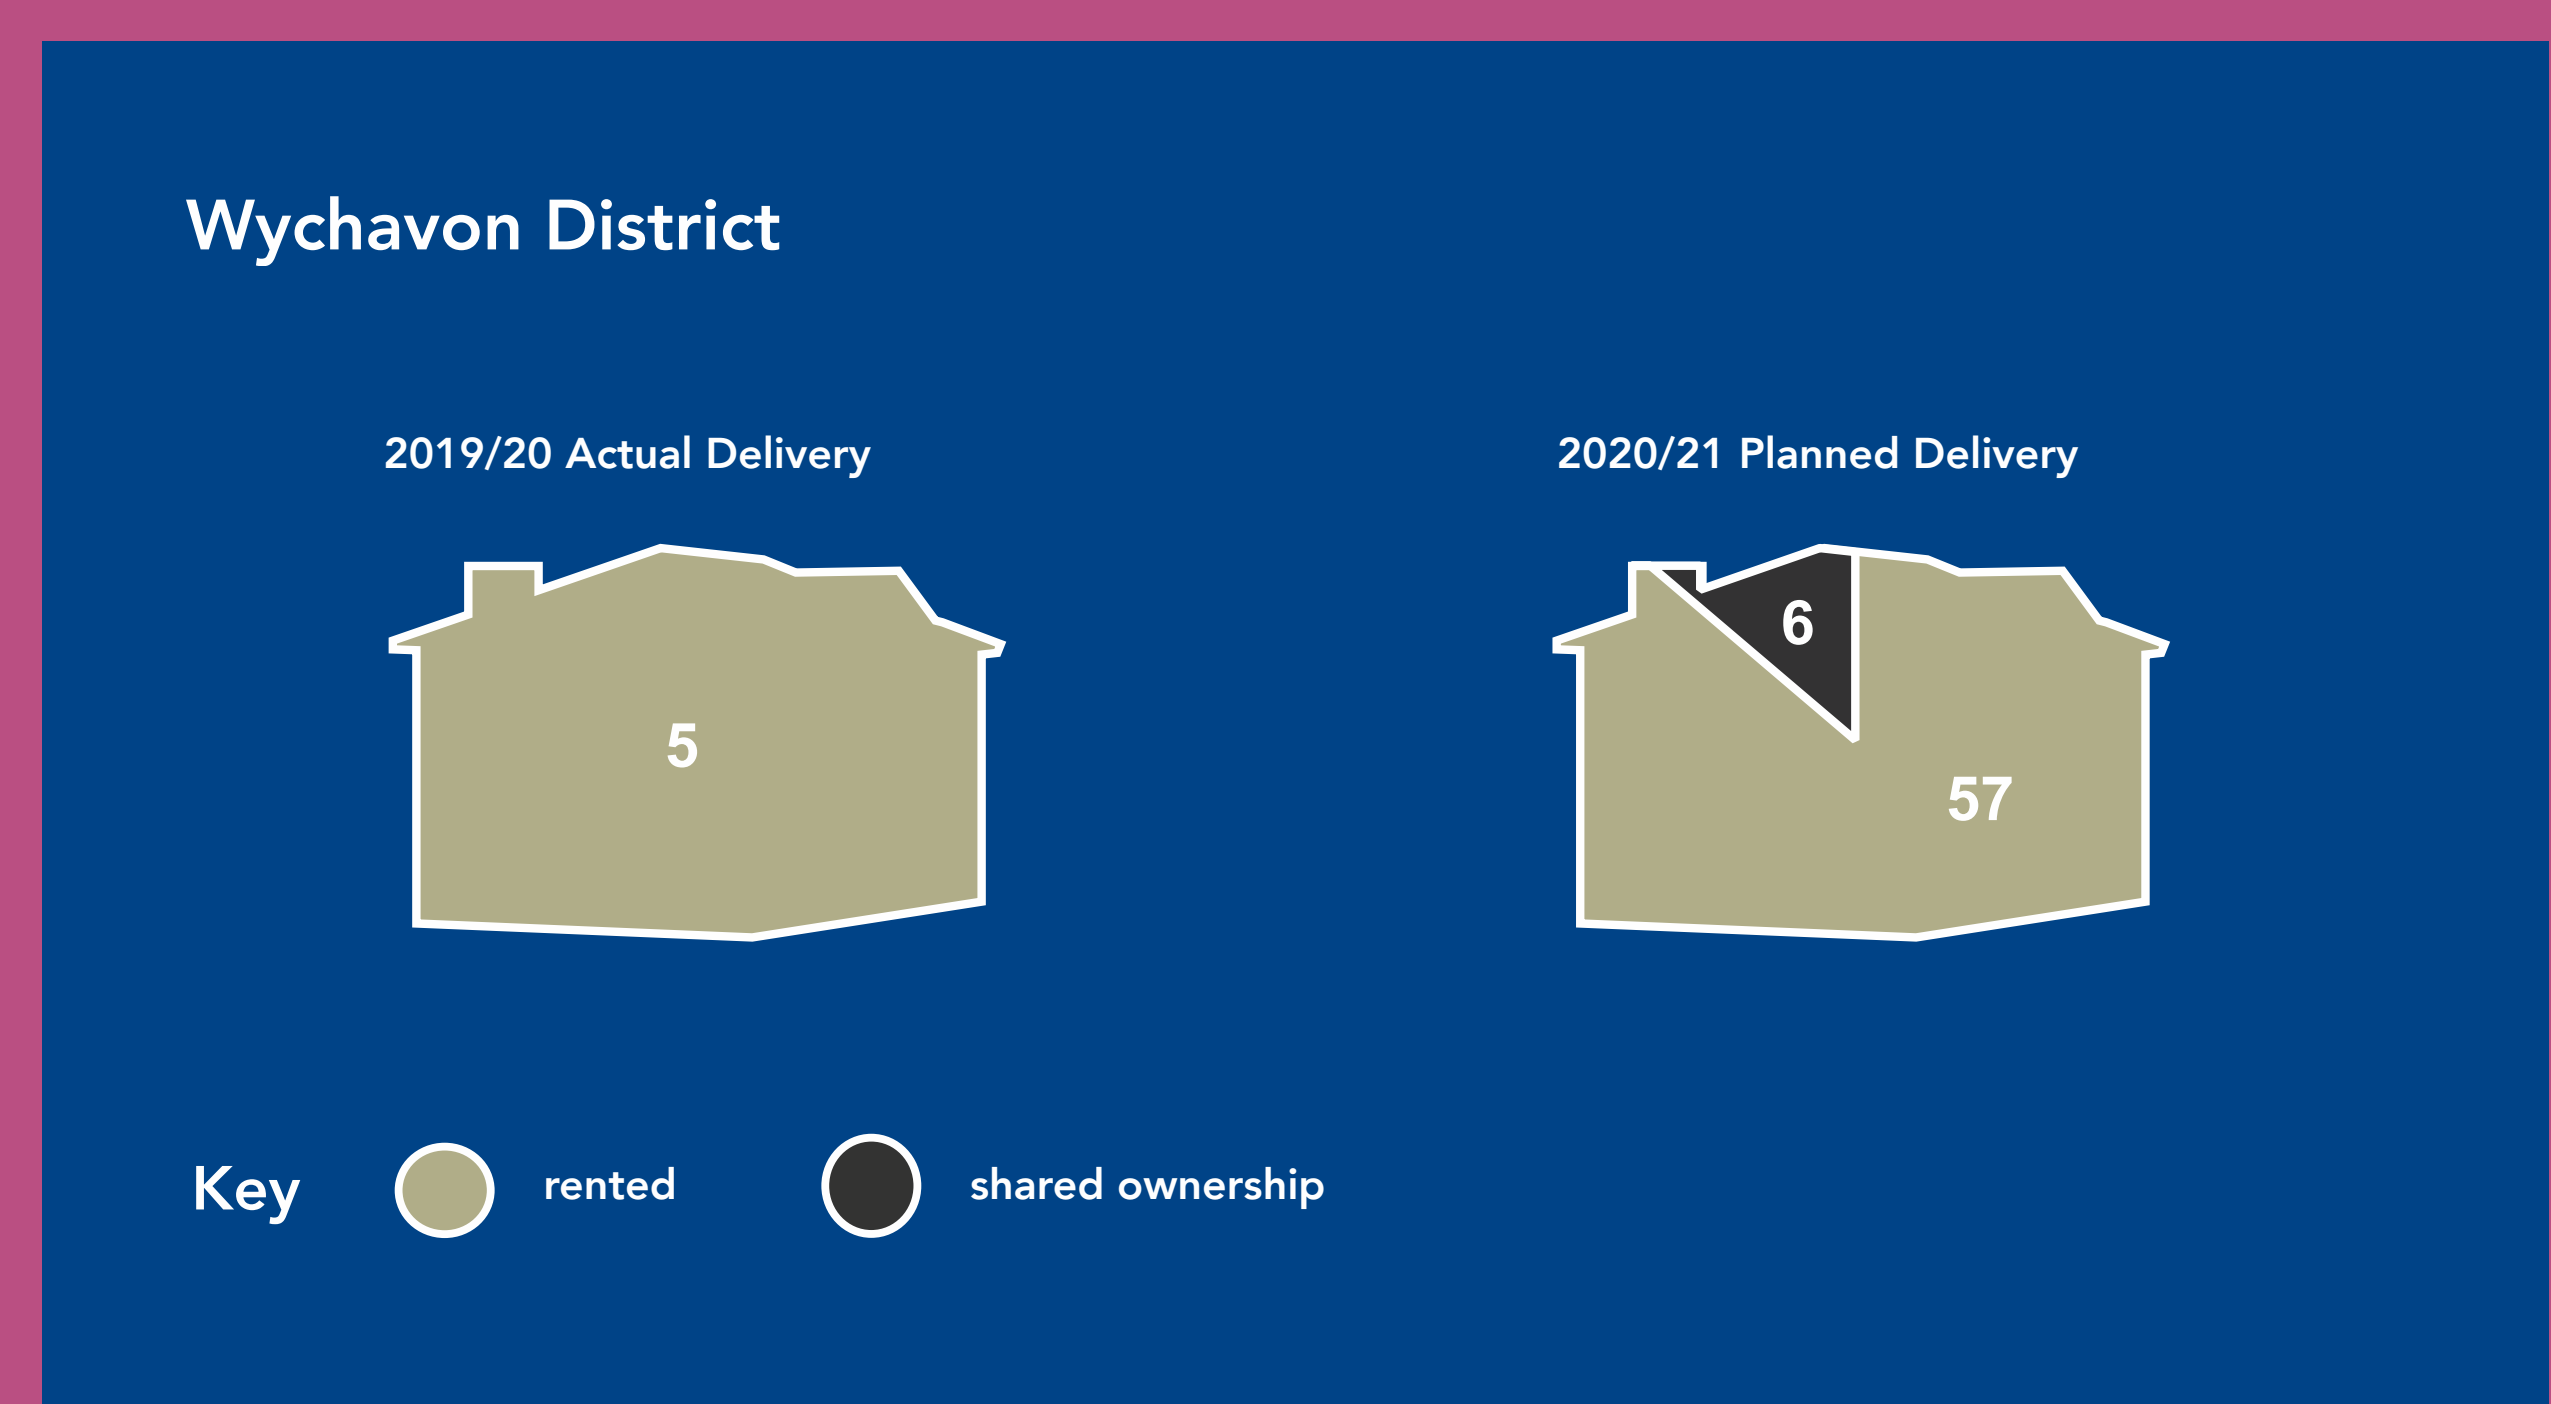 Wychavon District
2019/20 Actual Delivery
2020/21 Planned Delivery
5
6
57
Key
rented
shared ownership